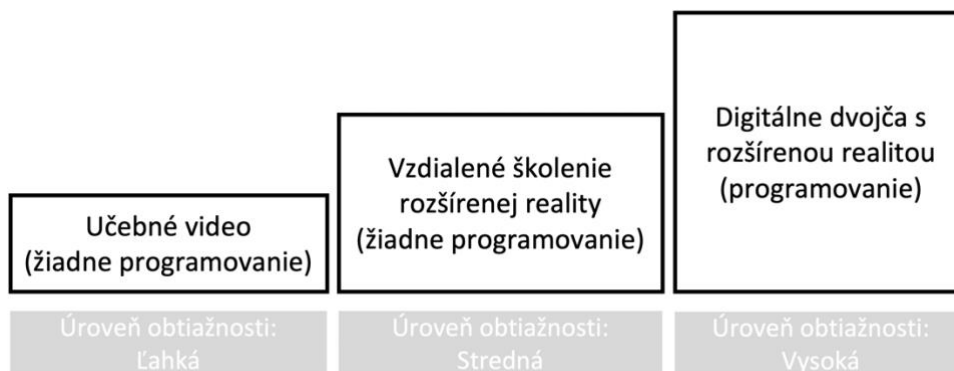 Učebné video
(žiadne programovanie)
Vzdialené školenie
rozšírenej reality
(žiadne programovanie)
Digitálne dvojča s
rozšírenou realitou
(programovanie)
Úroveň obtiažnosti:
Ľahká
Úroveň obtiažnosti:
Stredná
Úroveň obtiažnosti:
Vysoká